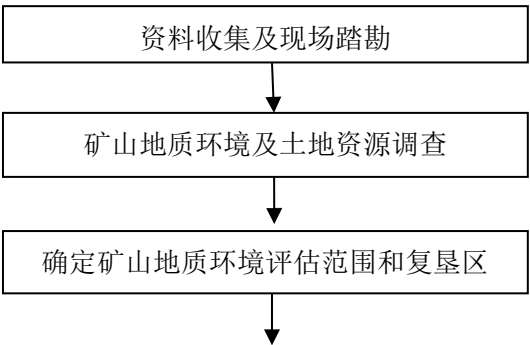 资料收集及现场踏勘
矿山地质环境及土地资源调查
确定矿山地质环境评估范围和复垦区